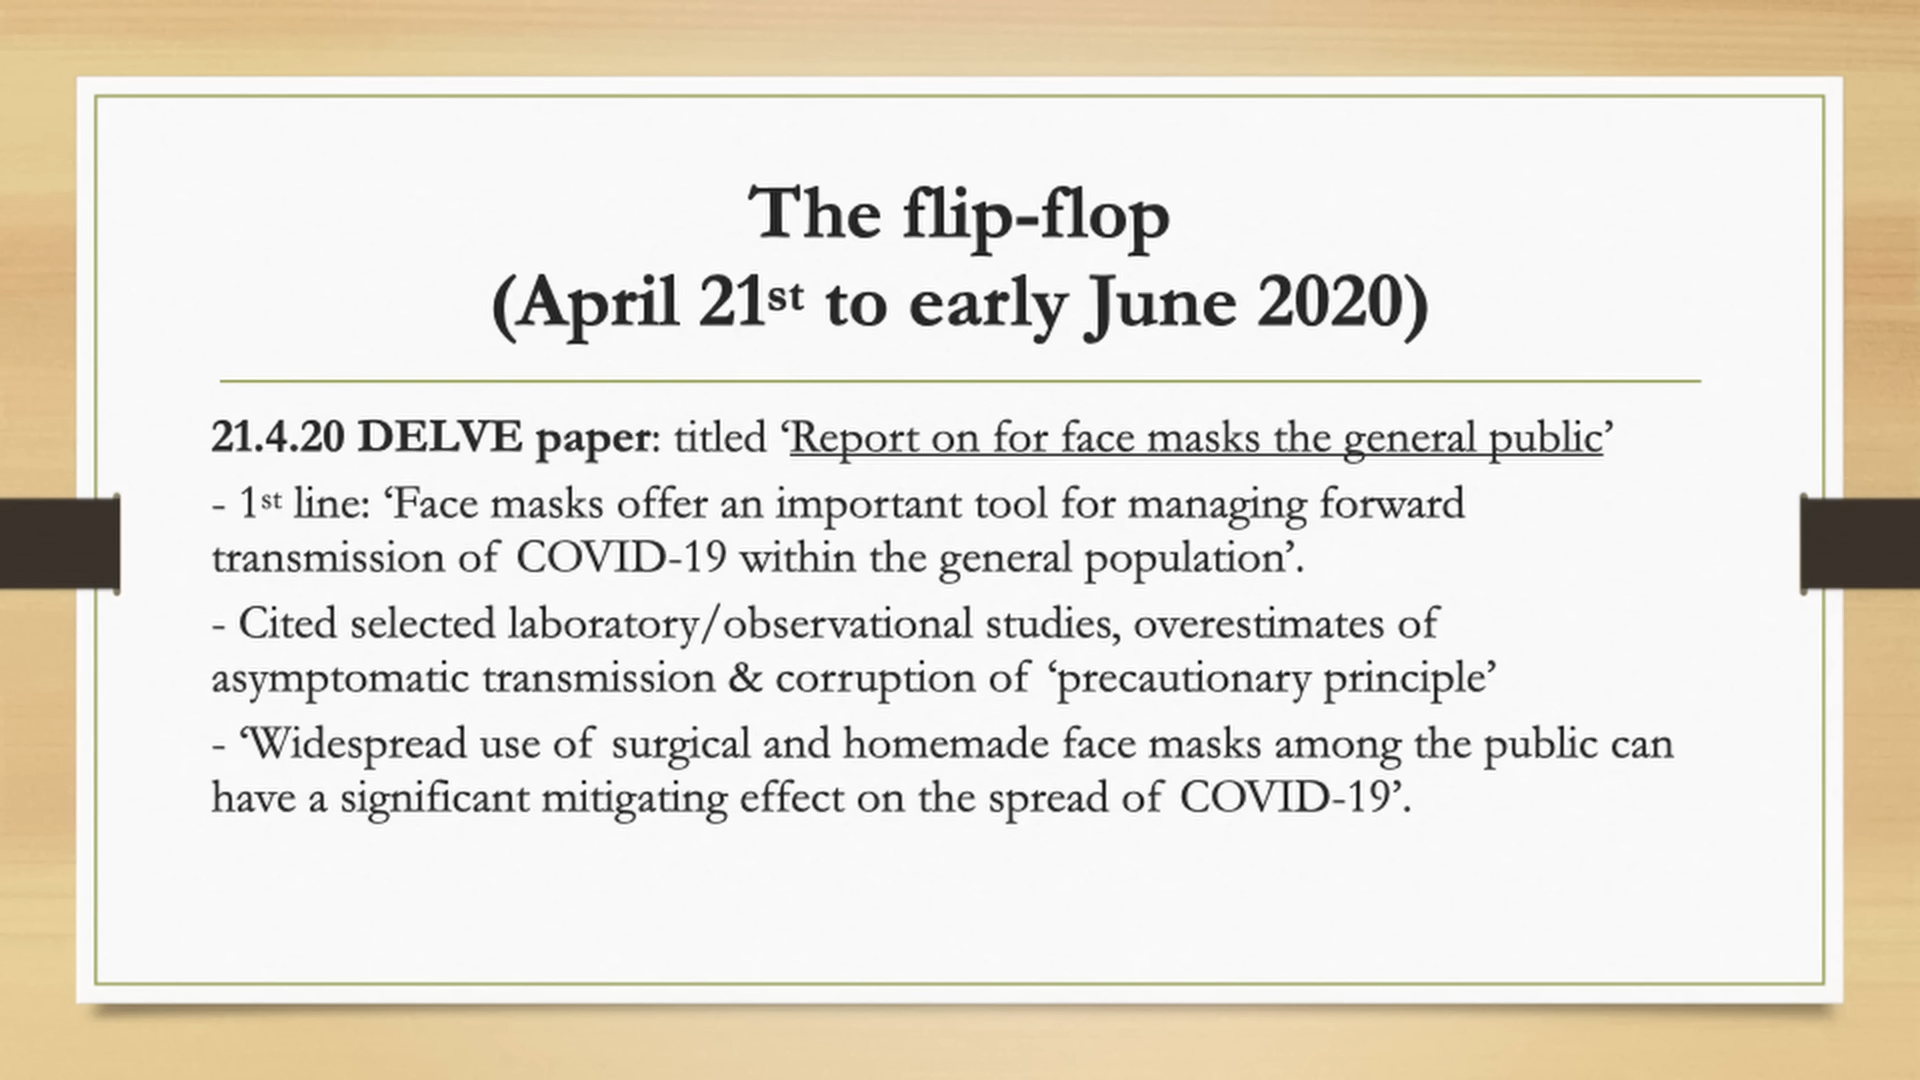 The flip-flop
(April 21st to early June 2020)
21.4.20 DELVE paper: titled ‘Report on for face masks the general public’
- 1st line: ‘Face masks offer an important tool for managing forward
transmission of COVID-19 within the general population’.
- Cited selected laboratory/observational studies, overestimates of
asymptomatic transmission & corruption of ‘precautionary principle’
- ‘Widespread use of surgical and homemade face masks among the public can
have a significant mitigating effect on the spread of COVID-19’.